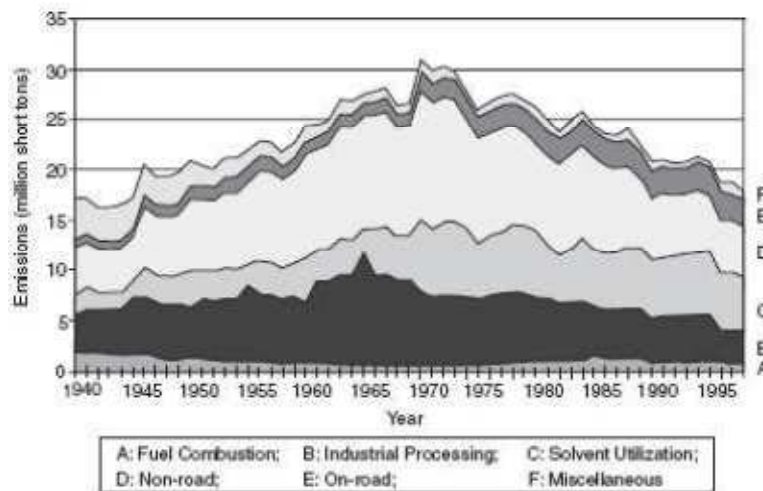 35
30
25
20
15
10
5
0
Emissions (million short tons)
F
E
D
C
B
A
1940 1945 1950 1955 1960 1965 1970 1975 1980 1985 1990 1995
Year
A: Fuel Combustion; B: Industrial Processing; C: Solvent Utilization;
D: Non-road; E: On-road; F: Miscellaneous